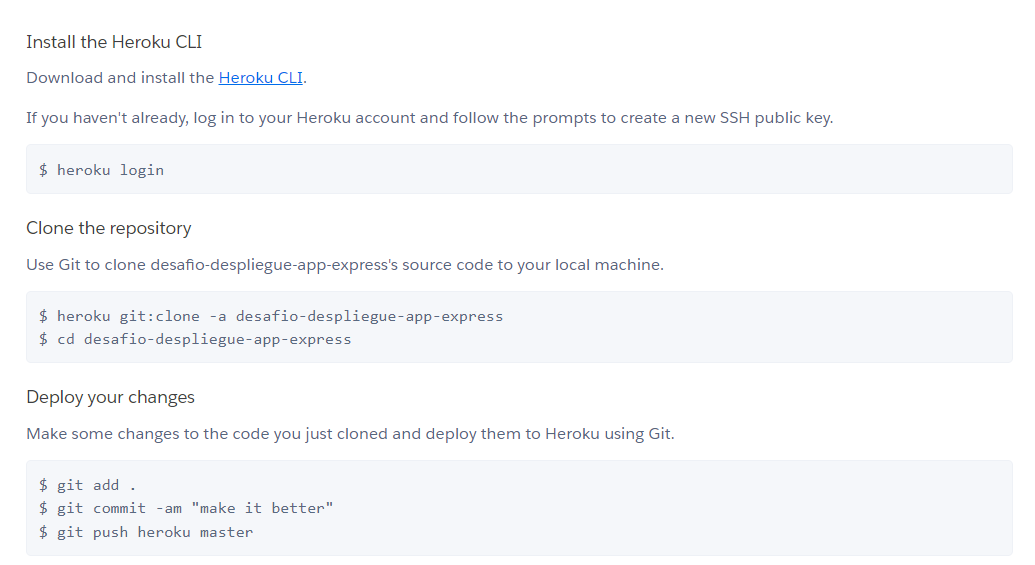 Install the Heroku CLI
Download and install the Heroku CLI.
If you haven't already, log in to your Heroku account and follow the prompts to create a new SSH public key.
$ heroku login
Clone the repository
Use Git to clone desafio-despliegue-app-express's source code to your local machine.
$ heroku git:clone -a desafio-despliegue-app-express
$ cd desafio-despliegue-app-express
Deploy your changes
Make some changes to the code you just cloned and deploy them to Heroku using Git.
$ git add .
$ git commit -am "make it better"
$ git push heroku master